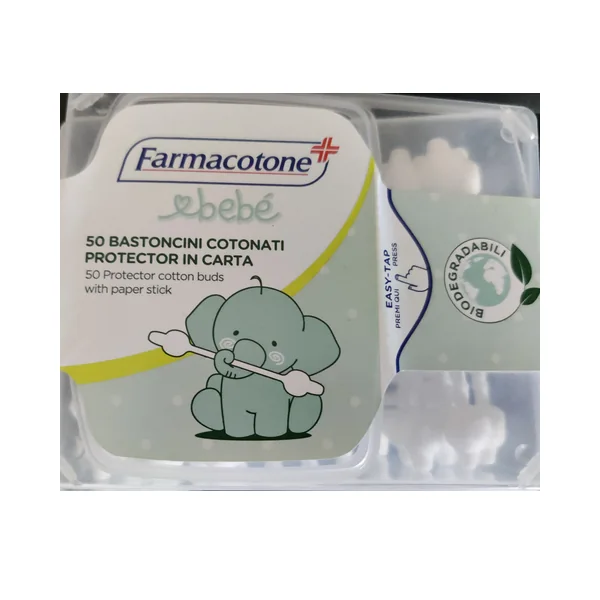 Farmacotone
bebé
50 BASTONCINI COTONATI
PROTECTOR IN CARTA
50 Protector cotton buds
with paper stick
EASY-TAP
PREMI QUI
PRESS
BIODEGRADABILI